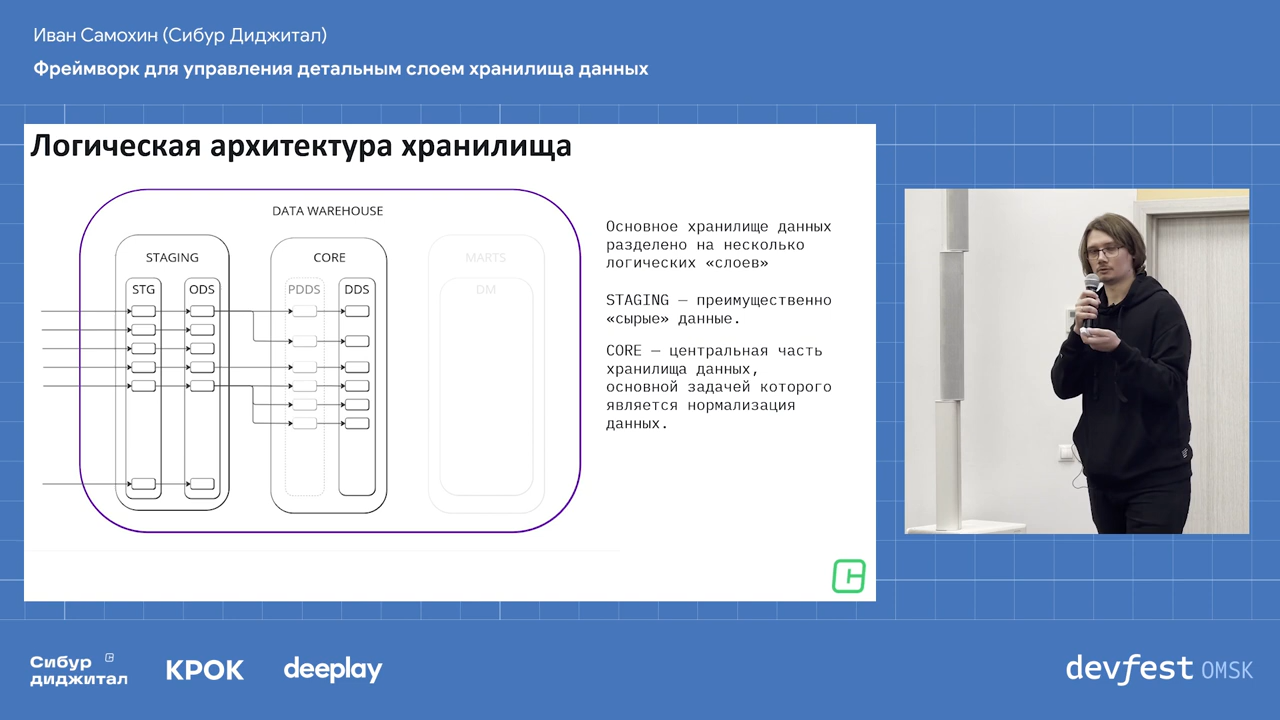 Иван Самохин (Сибур Диджитал)
Фреймворк для управления детальным слоем хранилища данных
Логическая архитектура хранилища
DATA WAREHOUSE
STAGING
CORE
MARTS
STG
ODS
PDDS
DDS
DM
Основное хранилище данных
разделено на несколько
логических «слоев»
STAGING — преимущественно
«сырые» данные.
CORE — центральная часть
хранилища данных,
основной задачей которого
является нормализация
данных.
Сибур
диджитал
КРОК
deeplay
devfest OMSK